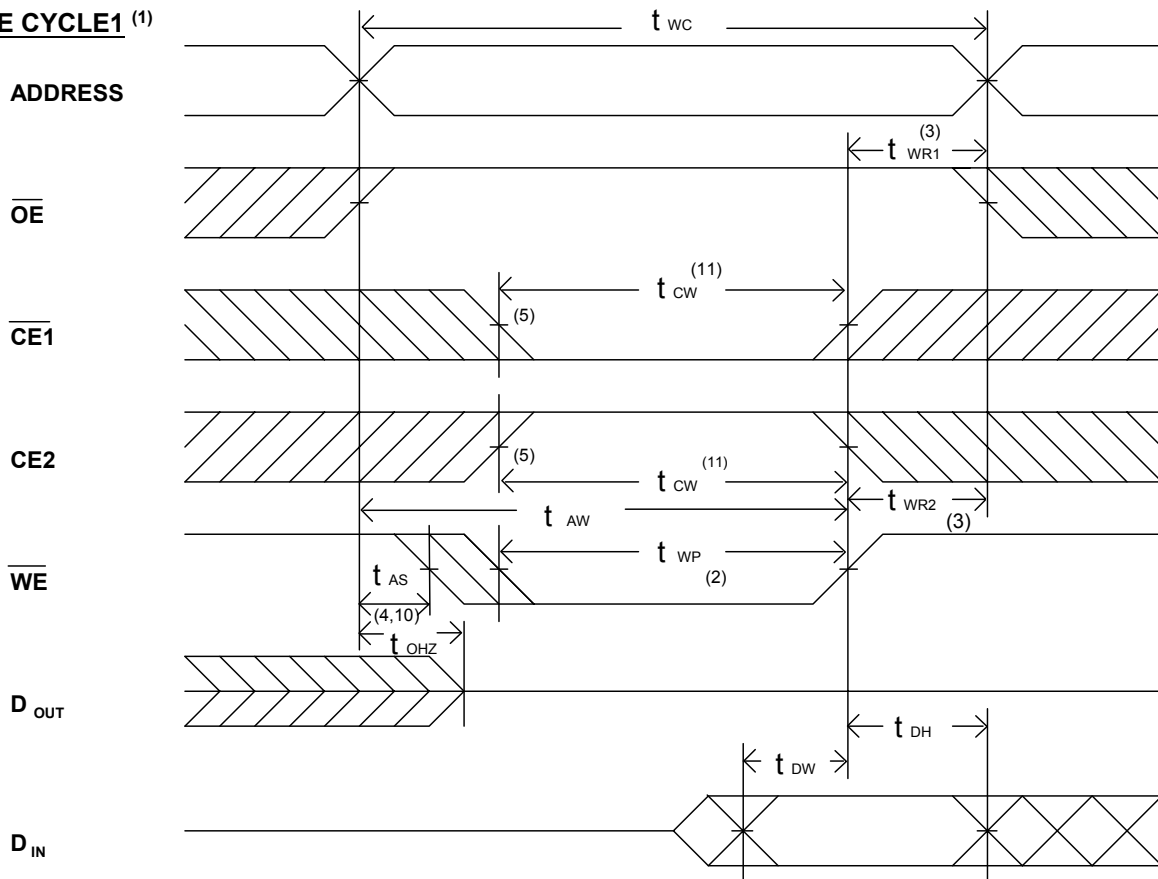 E CYCLE1 (1)
t WC
ADDRESS
t WR1 (3)
OE
t CW (11)
CE1
(5)
CE2
(5)
t CW (11)
t WR2 (3)
t AW
t WP (2)
WE
t AS
(4,10)
t OHZ
D OUT
t DH
t DW
D IN